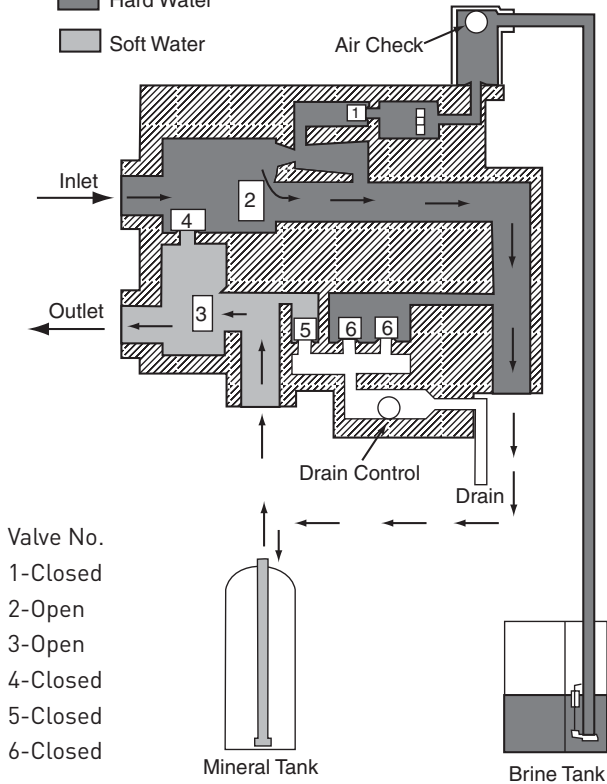 Hard Water
Soft Water
Air Check
1
Inlet
2
4
Outlet
3
5
6
6
Drain Control
Drain
Valve No.
1-Closed
2-Open
3-Open
4-Closed
5-Closed
6-Closed
Mineral Tank
Brine Tank